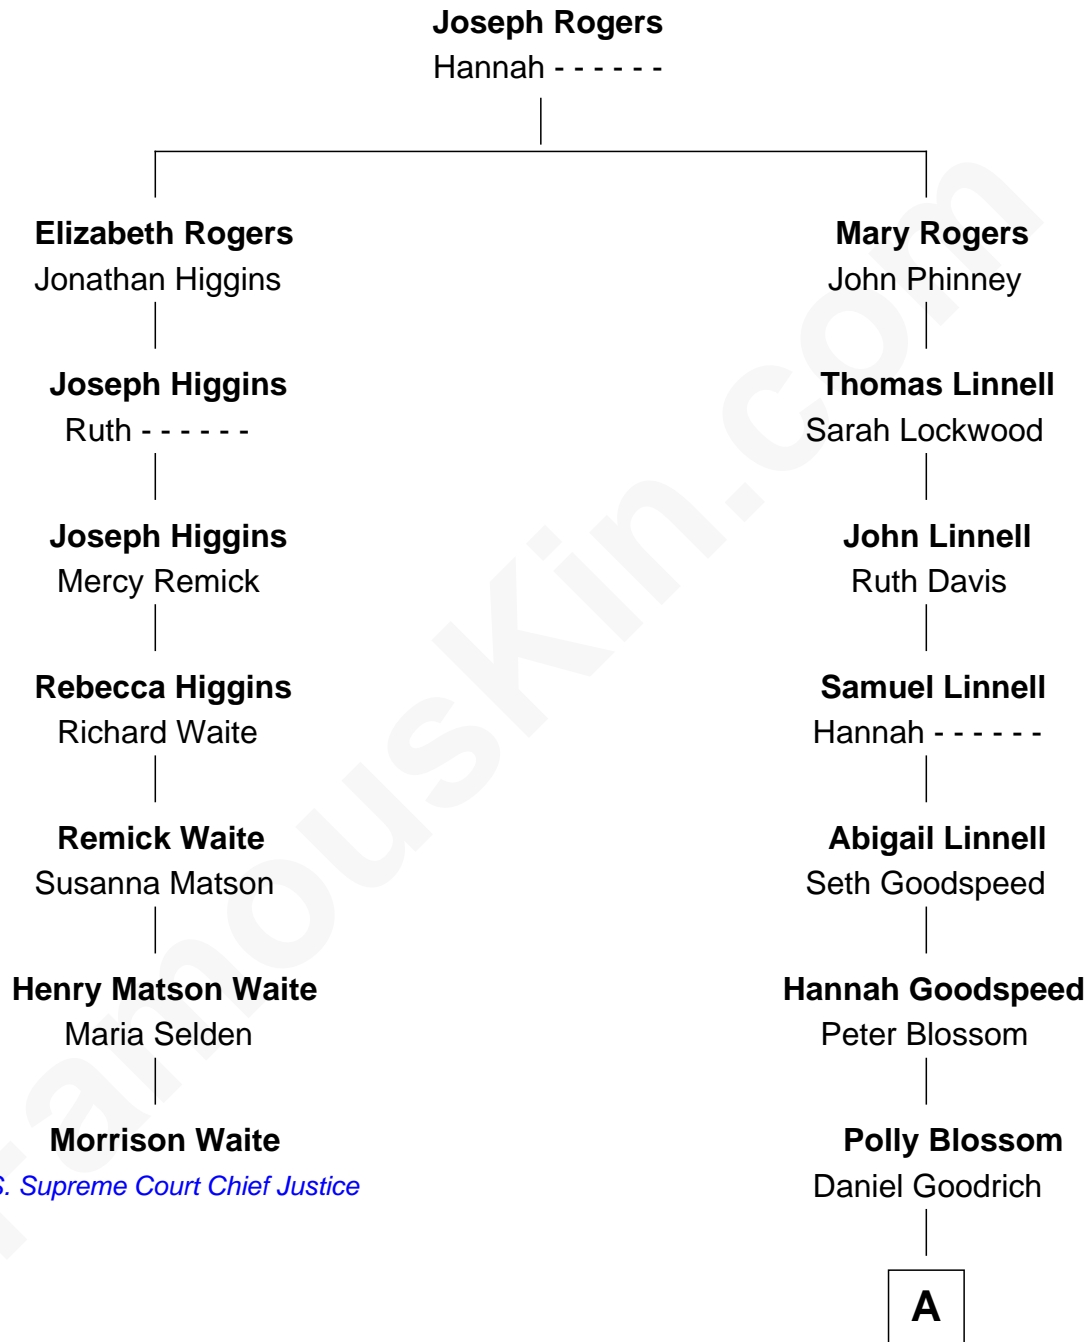 Joseph Rogers
Hannah - - - - - -
Elizabeth Rogers
Jonathan Higgins
Mary Rogers
John Phinney
Joseph Higgins
Ruth - - - - - -
Thomas Linnell
Sarah Lockwood
Joseph Higgins
Mercy Remick
John Linnell
Ruth Davis
Rebecca Higgins
Richard Waite
Samuel Linnell
Hannah - - - - - -
Remick Waite
Susanna Matson
Abigail Linnell
Seth Goodspeed
Henry Matson Waite
Maria Selden
Hannah Goodspeed
Peter Blossom
Morrison Waite
S. Supreme Court Chief Justice
Polly Blossom
Daniel Goodrich
A
FamousKin.com